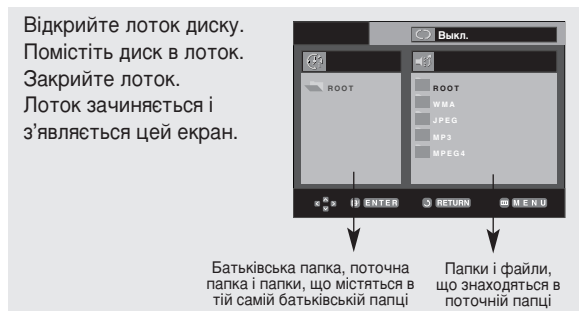 Відкрийте лоток диску.
Помістіть диск в лоток.
Закрийте лоток.
Лоток зачиняється і
з’являється цей екран.
Выкл.
ROOT
ROOT
WMA
JPEG
MP3
MPEG4
ENTER
RETURN
MENU
Батьківська папка, поточна
папка і папки, що містяться в
тій самій батьківській папці
Папки і файли,
що знаходяться в
поточній папці